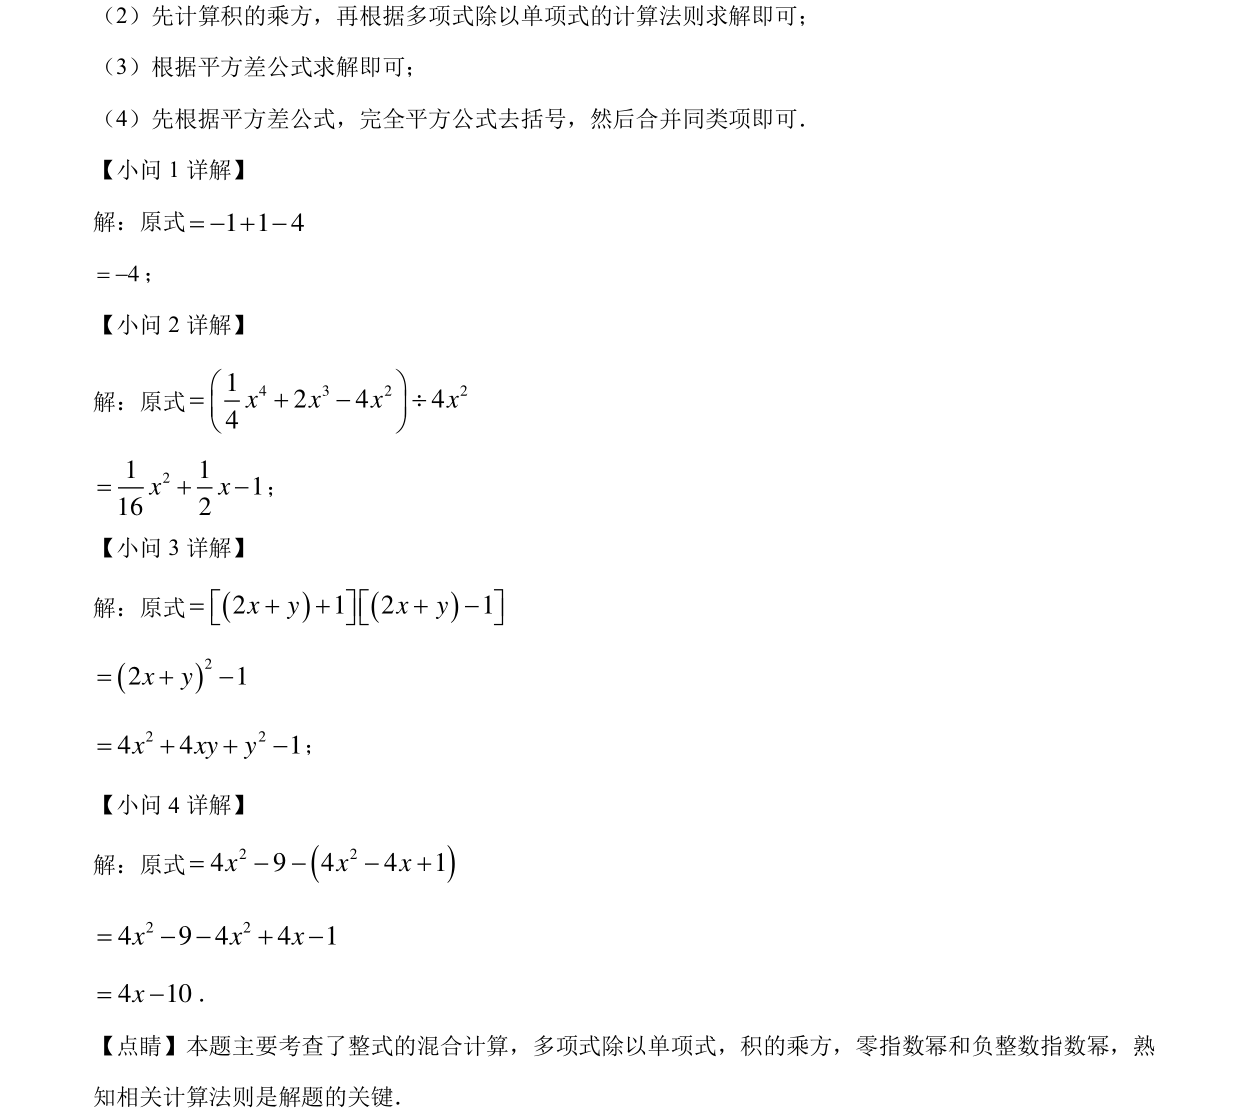 （2）先计算积的乘方，再根据多项式除以单项式的计算法则求解即可；
（3）根据平方差公式求解即可；
（4）先根据平方差公式，完全平方公式去括号，然后合并同类项即可．
【小问 1 详解】
解：原式＝−1+1−4
＝−4；
【小问 2 详解】
解：原式＝(1/4 x⁴ + 2x³ − 4x²) ÷ 4x²
＝1/16 x² + 1/2 x − 1；
【小问 3 详解】
解：原式＝[(2x + y) + 1][(2x + y) − 1]
＝(2x + y)² − 1
＝4x² + 4xy + y² − 1；
【小问 4 详解】
解：原式＝4x² − 9 − (4x² − 4x + 1)
＝4x² − 9 − 4x² + 4x − 1
＝4x − 10．
【点睛】本题主要考查了整式的混合计算，多项式除以单项式，积的乘方，零指数幂和负整数指数幂，熟
知相关计算法则是解题的关键．